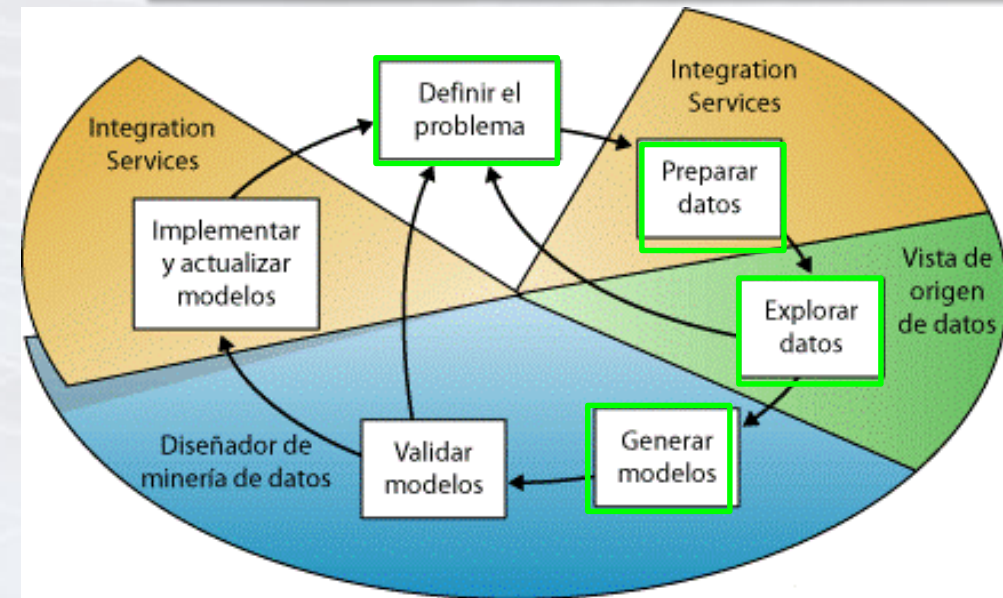 Definir el
problema
Integration
Services
Preparar
datos
Vista de
origen
de datos
Explorar
datos
Generar
modelos
Validar
modelos
Diseñador de
minería de datos
Implementar
y actualizar
modelos
Integration
Services